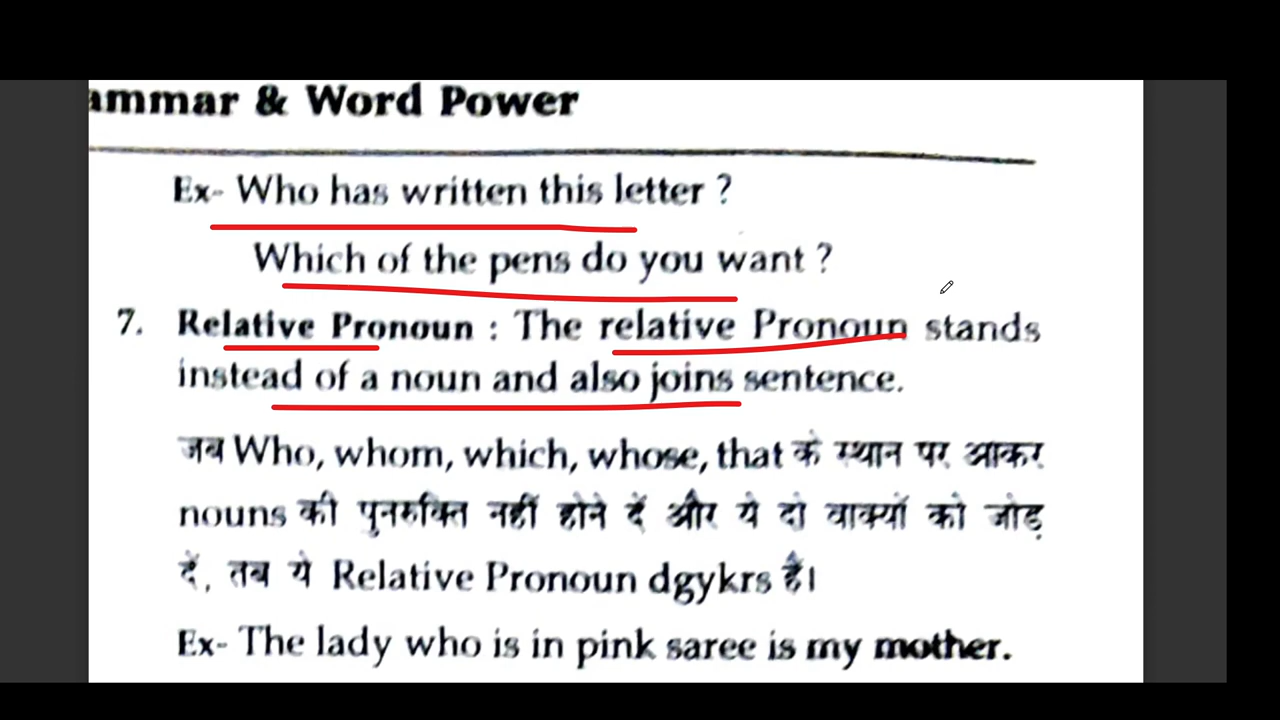 ammar & Word Power
Ex- Who has written this letter ?
Which of the pens do you want ?
7. Relative Pronoun : The relative Pronoun stands
instead of a noun and also joins sentence.
जब Who, whom, which, whose, that के स्थान पर आकर
nouns की पुनरुक्ति नहीं होने दें और ये दो वाक्यों को जोड़
दें, तब ये Relative Pronoun dgykrs हैं।
Ex- The lady who is in pink saree is my mother.